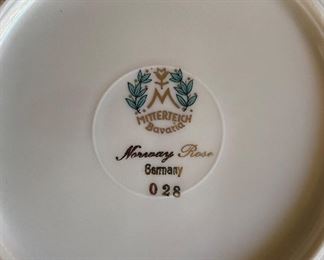 M
MITTERTEICH
Bavaria
Norway Rose
Germany
028